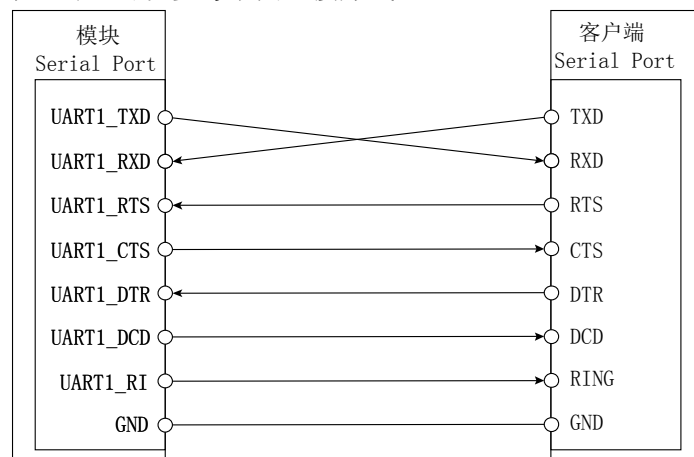 模块
Serial Port
UART1_TXD
UART1_RXD
UART1_RTS
UART1_CTS
UART1_DTR
UART1_DCD
UART1_RI
GND
客户端
Serial Port
TXD
RXD
RTS
CTS
DTR
DCD
RING
GND